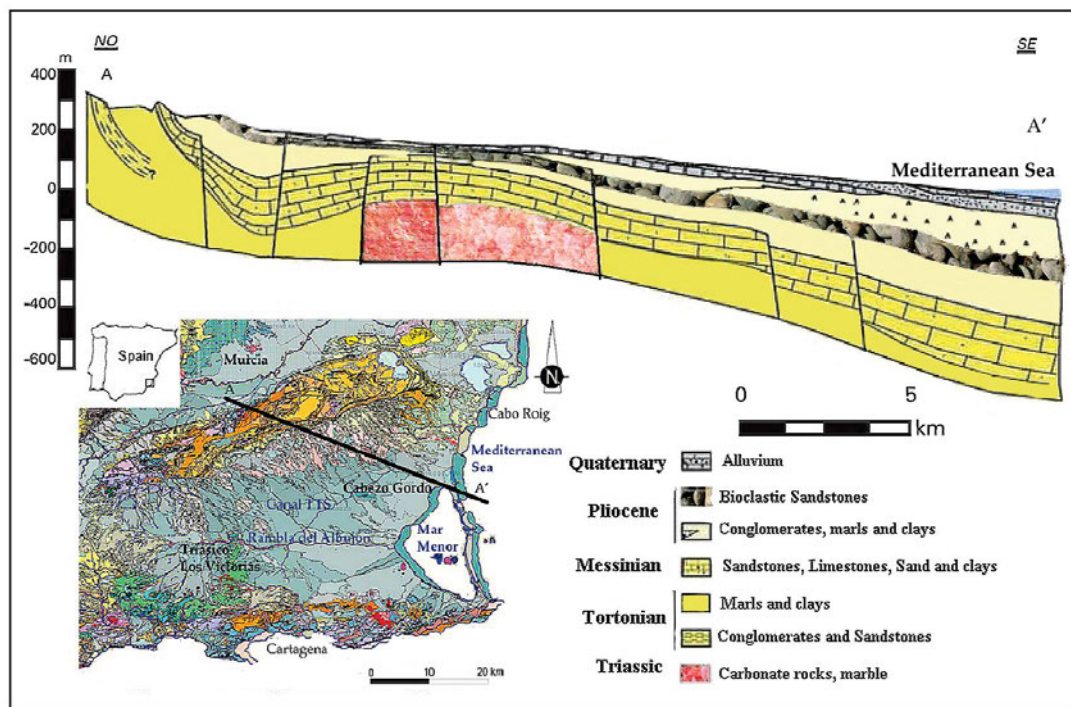 NO
SE
m
A
400
200
0
-200
-400
-600
A'
Mediterranean Sea
0 5
km
Spain
Murcia
A
N
Cabo Roig
Mediterranean
Sea
Cabezo Gordo
A'
Canal TTS
Rambla del Albujón
Mar
Menor
Triásico
Los Victorias
Cartagena
0 10 20 km
Quaternary
Alluvium
Pliocene
Bioclastic Sandstones
Conglomerates, marls and clays
Messinian
Sandstones, Limestones, Sand and clays
Tortonian
Marls and clays
Conglomerates and Sandstones
Triassic
Carbonate rocks, marble